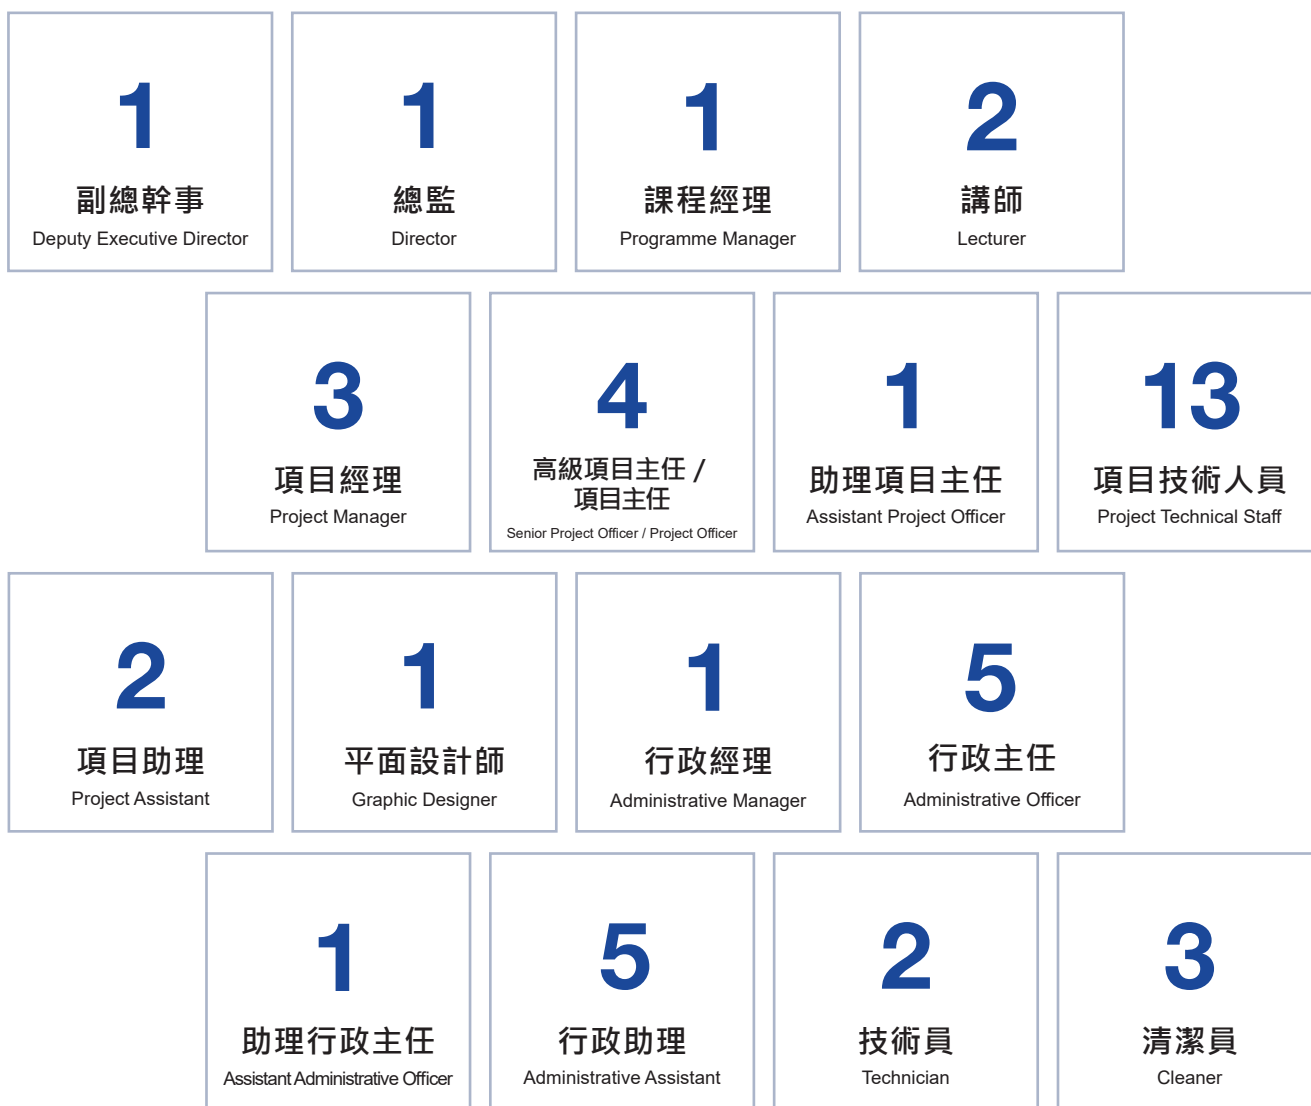 1
副總幹事
Deputy Executive Director
1
總監
Director
1
課程經理
Programme Manager
2
講師
Lecturer
3
項目經理
Project Manager
4
高級項目主任 /
項目主任
Senior Project Officer / Project Officer
1
助理項目主任
Assistant Project Officer
13
項目技術人員
Project Technical Staff
2
項目助理
Project Assistant
1
平面設計師
Graphic Designer
1
行政經理
Administrative Manager
5
行政主任
Administrative Officer
1
助理行政主任
Assistant Administrative Officer
5
行政助理
Administrative Assistant
2
技術員
Technician
3
清潔員
Cleaner